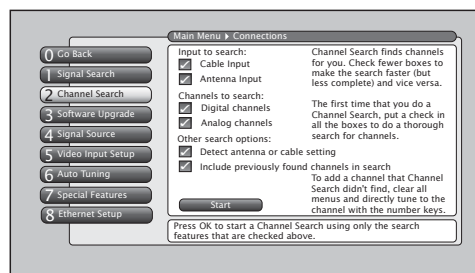 Main Menu ▸ Connections
0 Go Back
1 Signal Search
2 Channel Search
3 Software Upgrade
4 Signal Source
5 Video Input Setup
6 Auto Tuning
7 Special Features
8 Ethernet Setup
Input to search:
Cable Input
Antenna Input
Channels to search:
Digital channels
Analog channels
Other search options:
Detect antenna or cable setting
Include previously found channels in search
Start
Channel Search finds channels
for you. Check fewer boxes to
make the search faster (but
less complete) and vice versa.
The first time that you do a
Channel Search, put a check in
all the boxes to do a thorough
search for channels.
To add a channel that Channel
Search didn't find, clear all
menus and directly tune to the
channel with the number keys.
Press OK to start a Channel Search using only the search
features that are checked above.